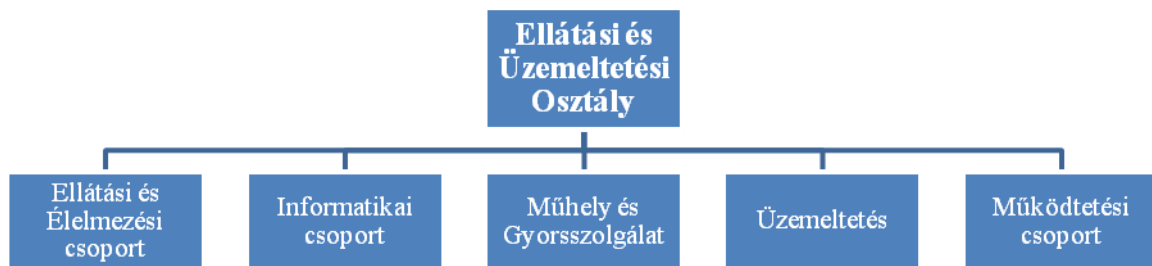 Ellátási és
Üzemeltetési
Osztály
Ellátási és
Élelmezési
csoport
Informatikai
csoport
Műhely és
Gyorsszolgálat
Üzemeltetés
Működtetési
csoport